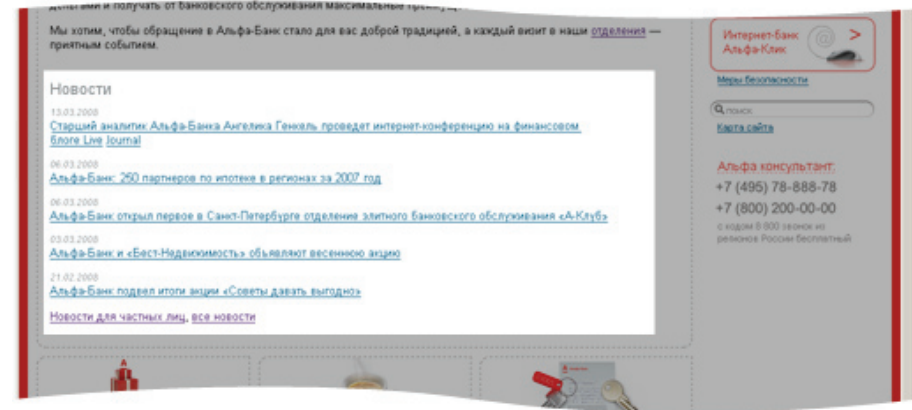 деньгами и получать от банковского обслуживания максимальные
Мы хотим, чтобы обращение в Альфа-Банк стало для вас доброй традицией, а каждый визит в наши отделения —
приятным событием.
Новости
13.03.2008
Старший аналитик Альфа-Банка Ангелика Генкель проведет интернет-конференцию на финансовом
блоге Live Journal
06.03.2008
Альфа-Банк: 250 партнеров по ипотеке в регионах за 2007 год
06.03.2008
Альфа-Банк открыл первое в Санкт-Петербурге отделение элитного банковского обслуживания «А-Клуб»
03.03.2008
Альфа-Банк и «Бест-Недвижимость» объявляют весеннюю акцию
21.02.2008
Альфа-Банк подвел итоги акции «Советы давать выгодно»
Новости для частных лиц, все новости
Интернет-банк
Альфа-Клик
>
Меры безопасности
поиск
Карта сайта
Альфа консультант:
+7 (495) 78-888-78
+7 (800) 200-00-00
с кодом 8 800 звонок из
регионов России бесплатный